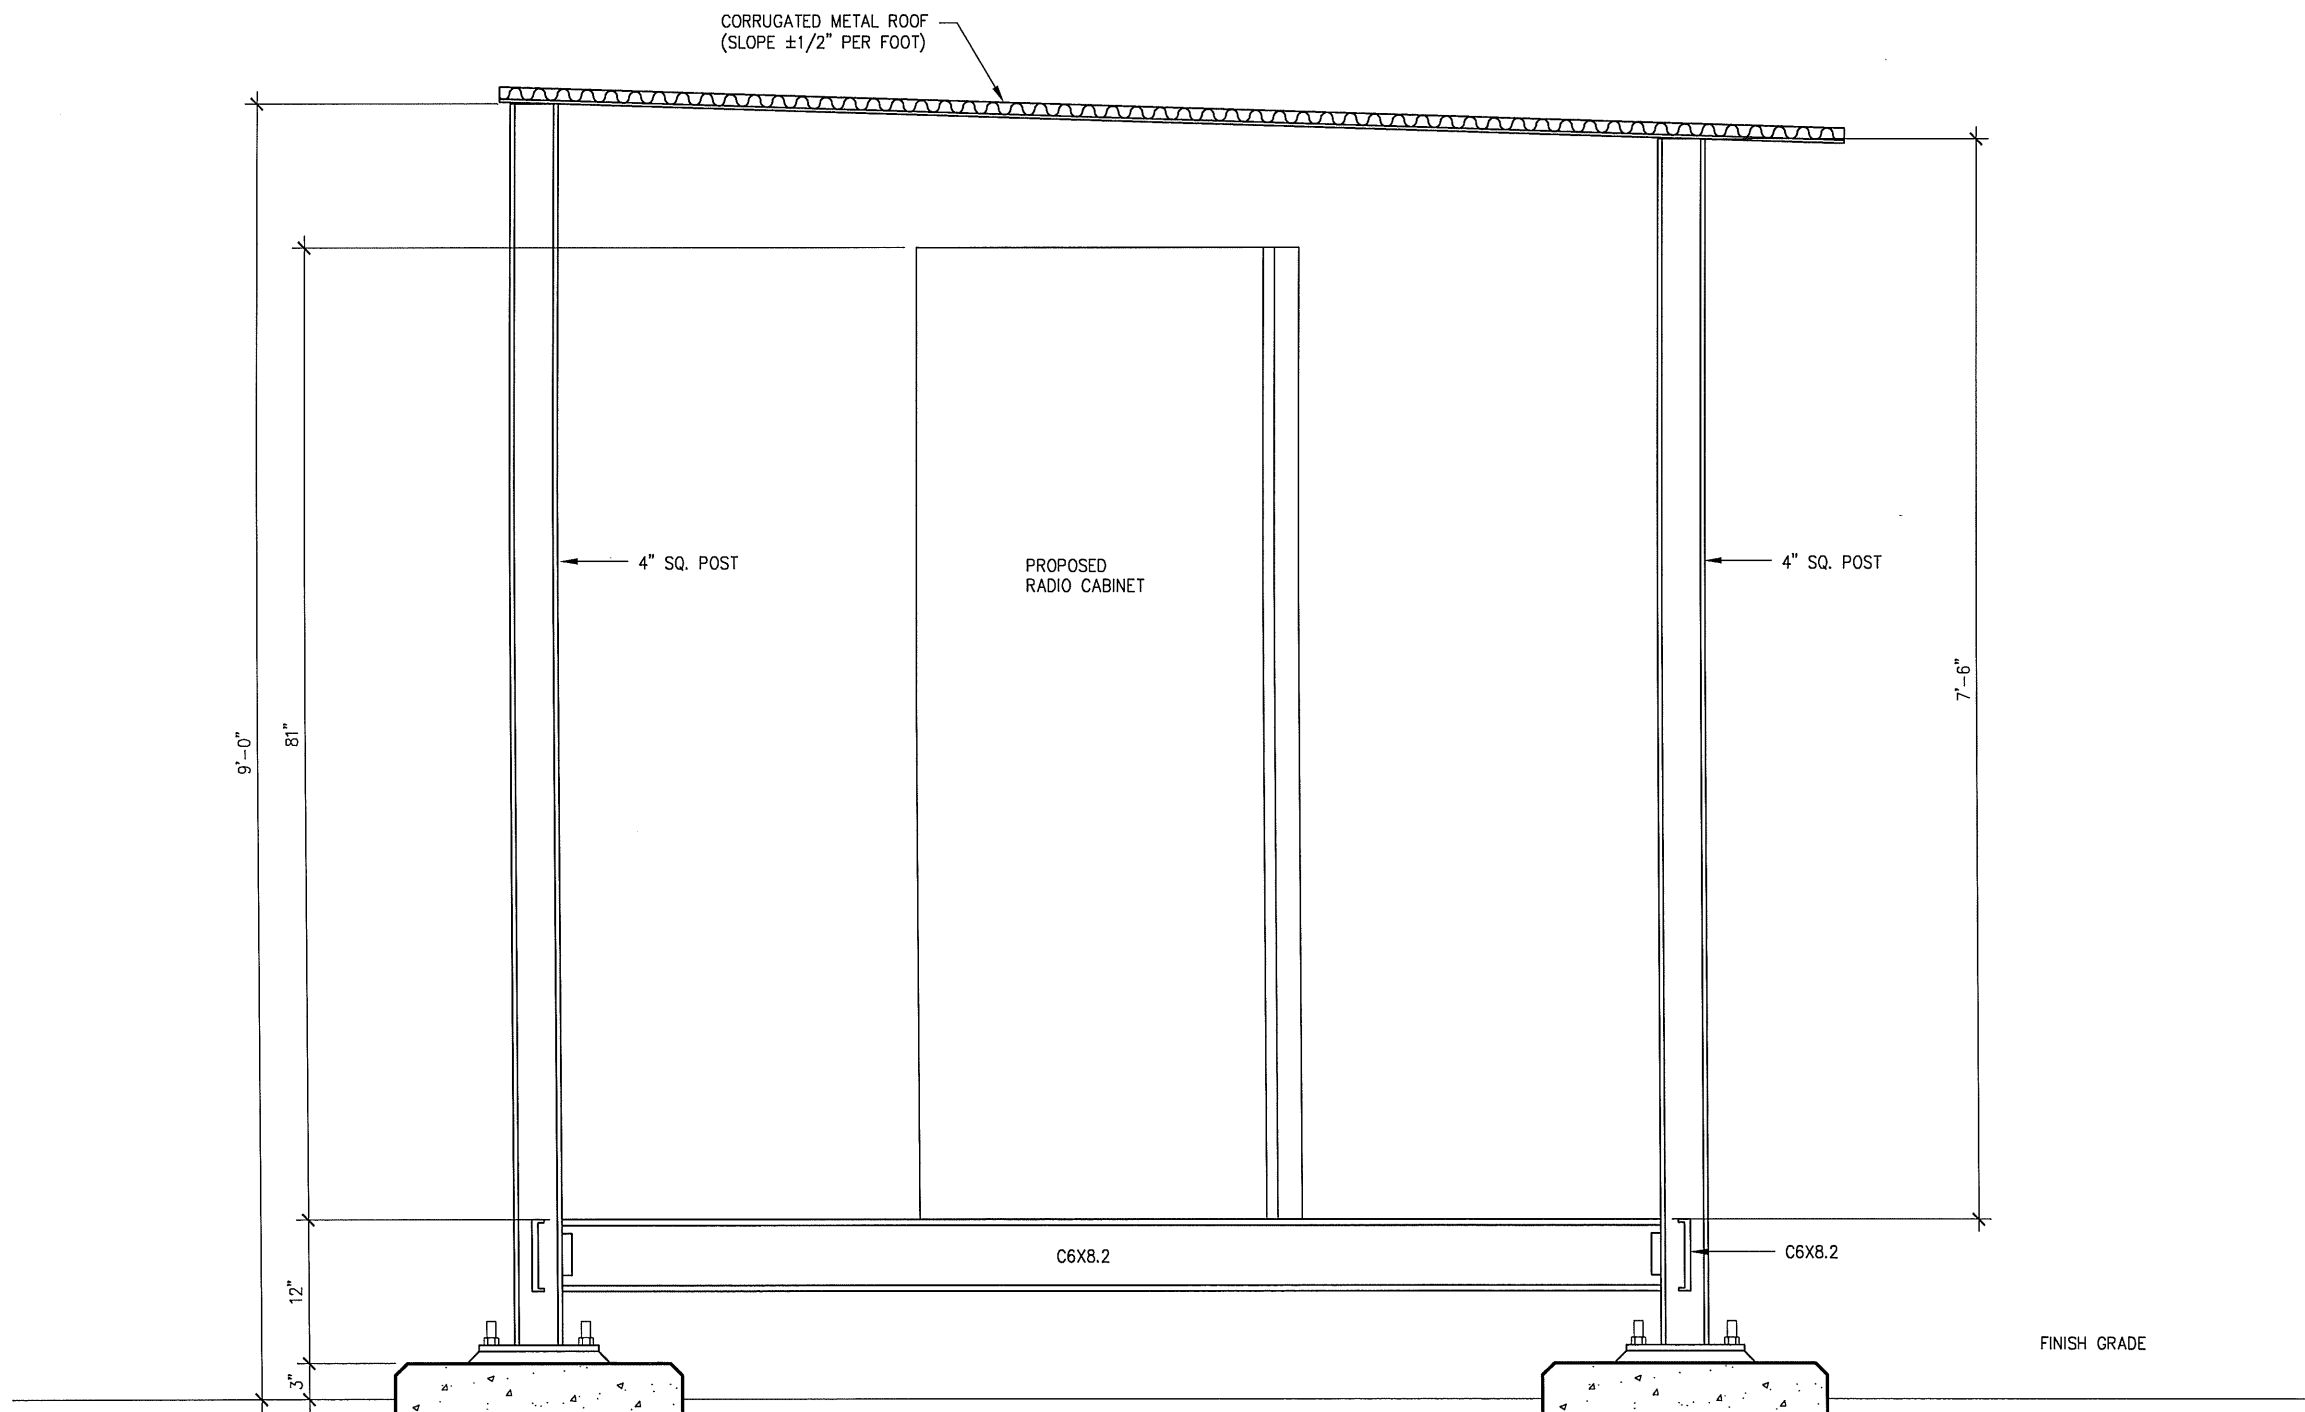 CORRUGATED METAL ROOF
(SLOPE ±1/2" PER FOOT)
4" SQ. POST
PROPOSED
RADIO CABINET
4" SQ. POST
7'-6"
9'-0"
81"
C6X8.2
C6X8.2
12"
FINISH GRADE
3"